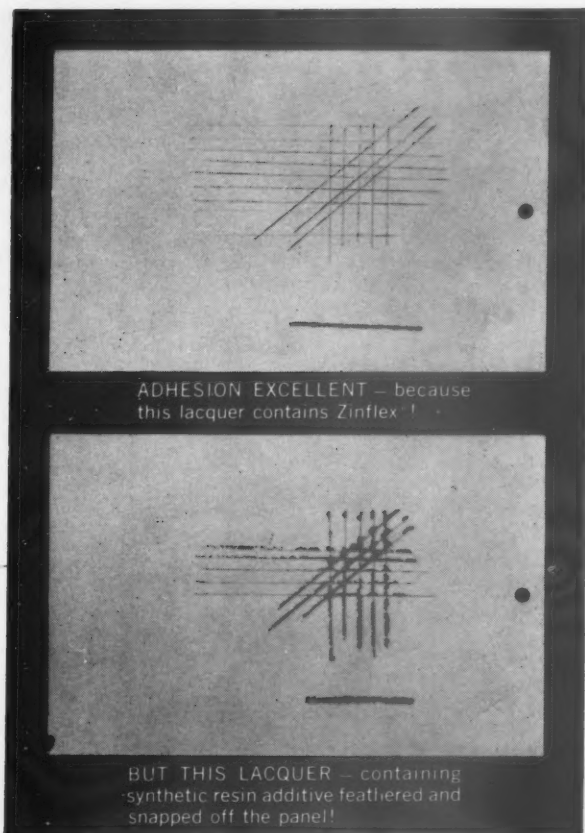 ADHESION EXCELLENT — because
this lacquer contains Zinflex !
BUT THIS LACQUER — containing
synthetic resin additive feathered and
snapped off the panel!